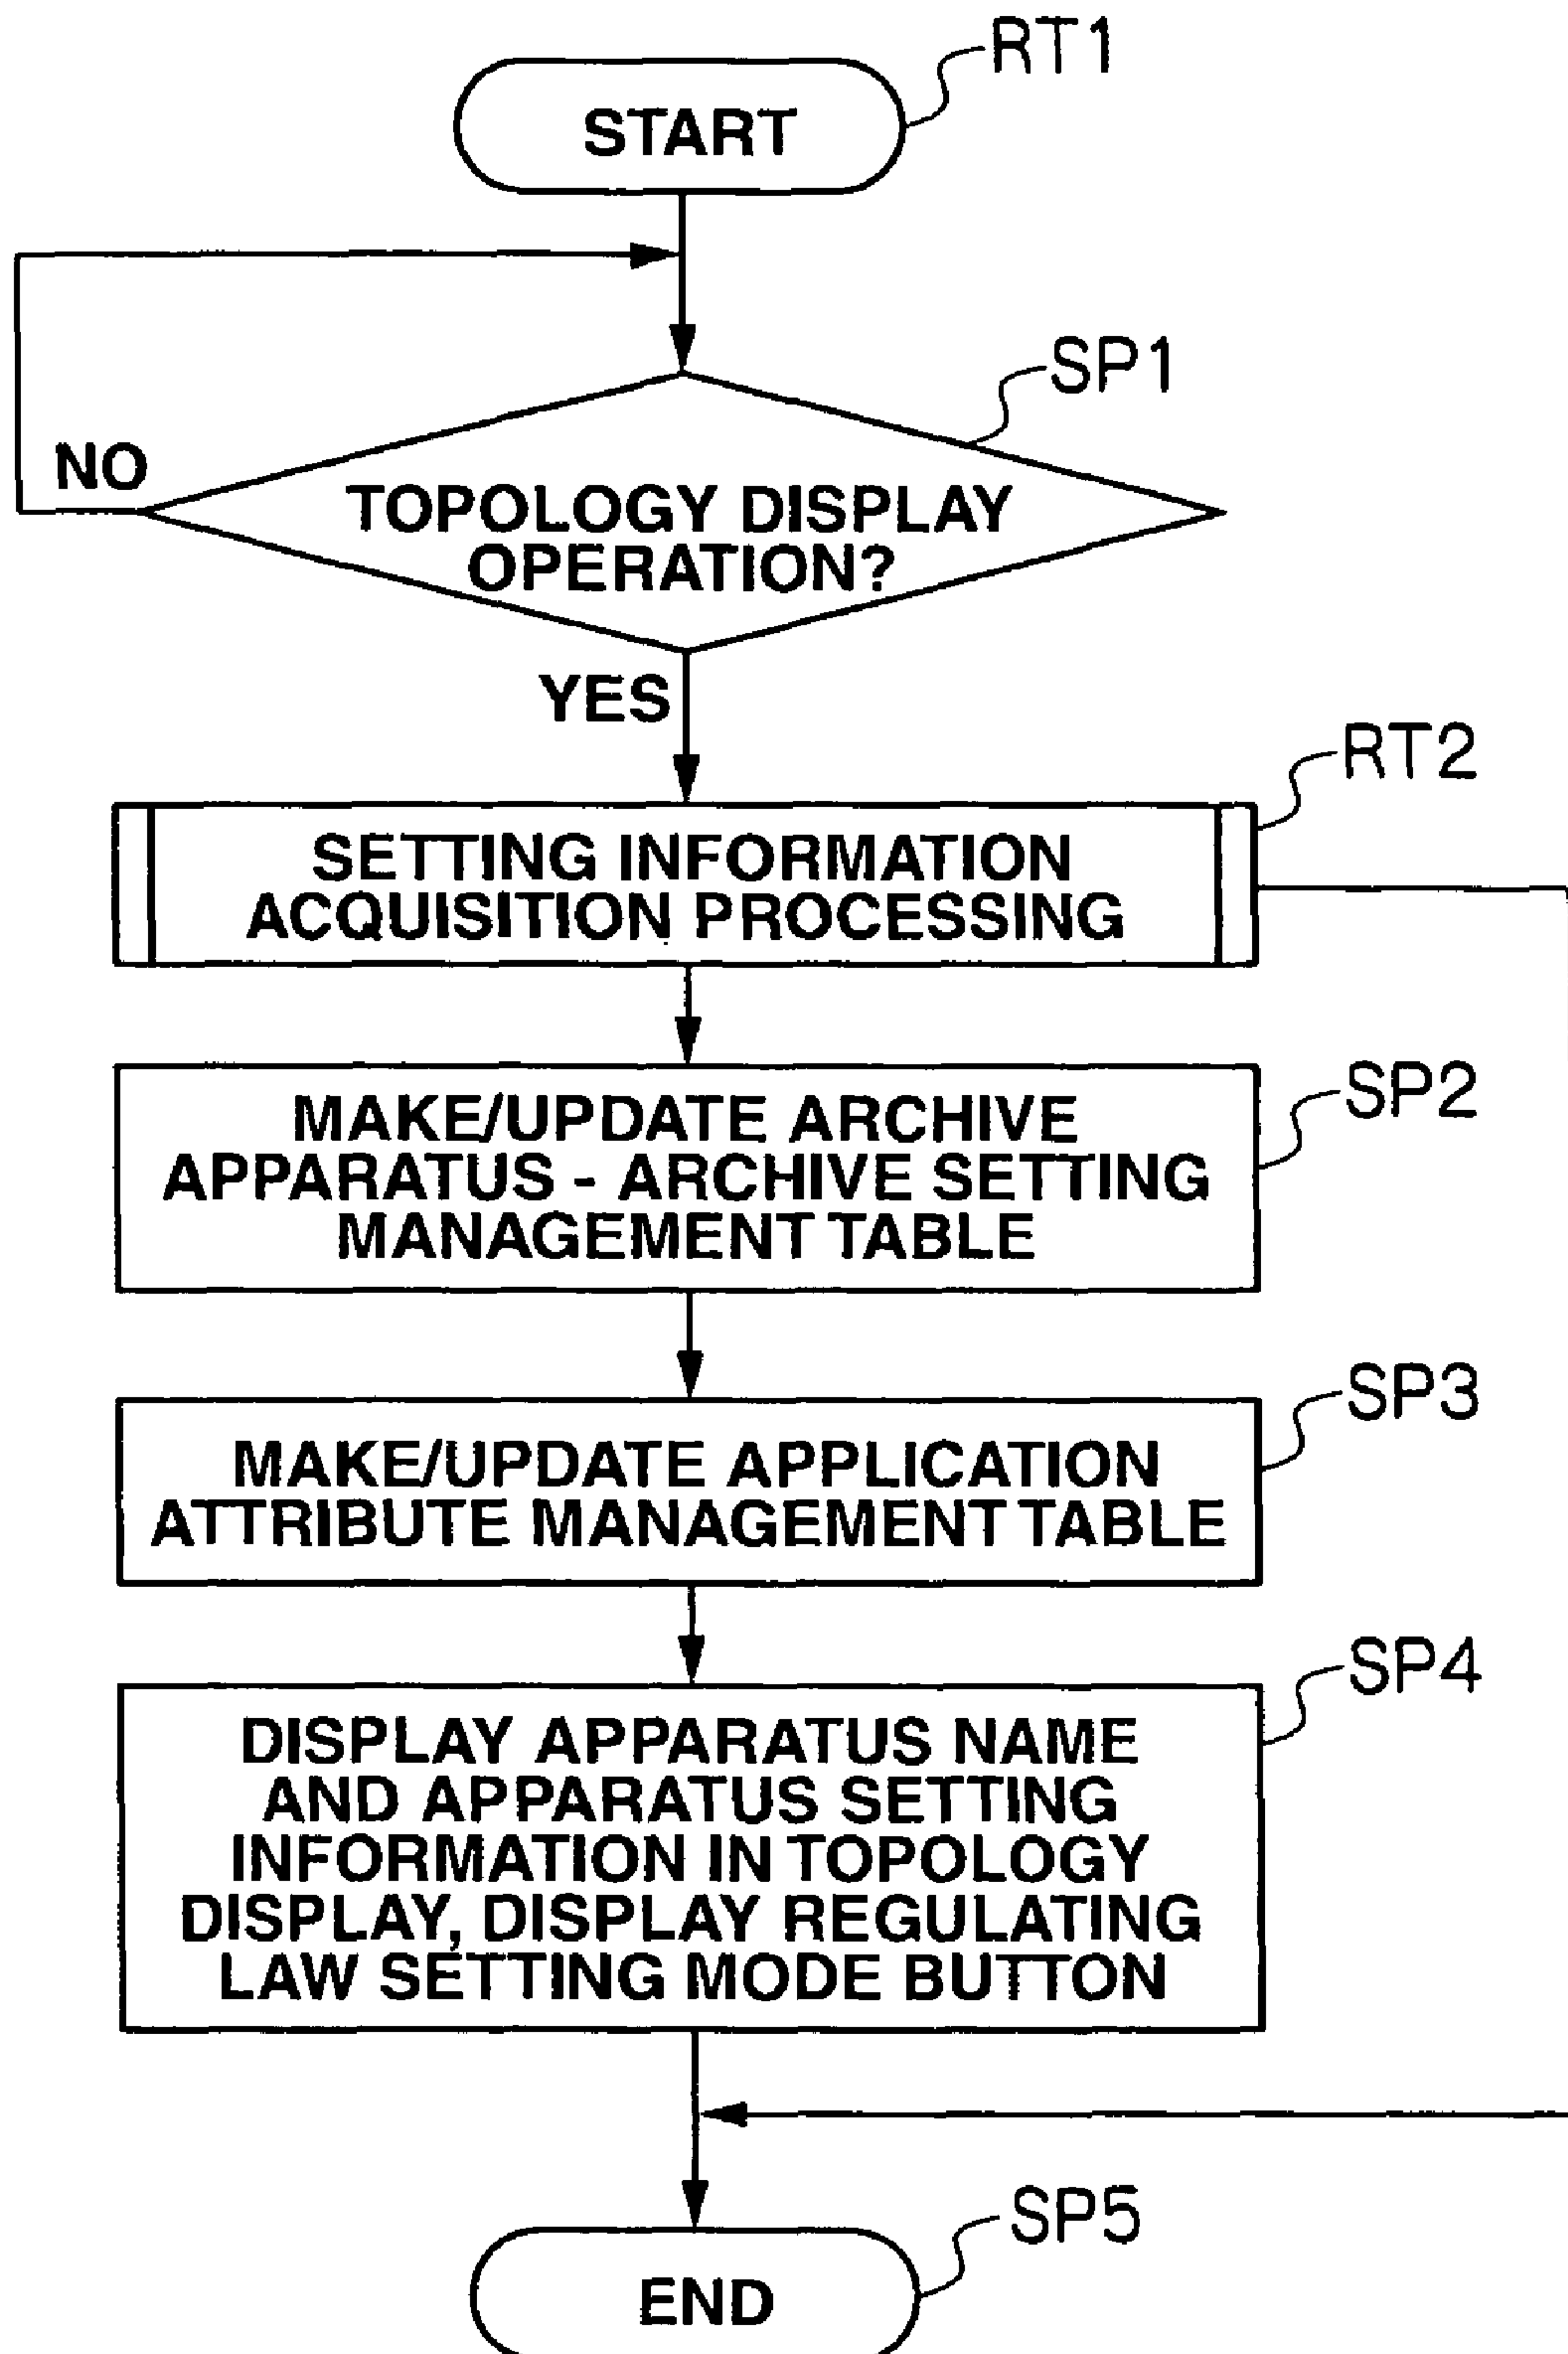 RT1
START
SP1
NO
TOPOLOGY DISPLAY
OPERATION?
YES
RT2
SETTING INFORMATION
ACQUISITION PROCESSING
SP2
MAKE/UPDATE ARCHIVE
APPARATUS - ARCHIVE SETTING
MANAGEMENT TABLE
SP3
MAKE/UPDATE APPLICATION
ATTRIBUTE MANAGEMENT TABLE
SP4
DISPLAY APPARATUS NAME
AND APPARATUS SETTING
INFORMATION IN TOPOLOGY
DISPLAY, DISPLAY REGULATING
LAW SETTING MODE BUTTON
SP5
END